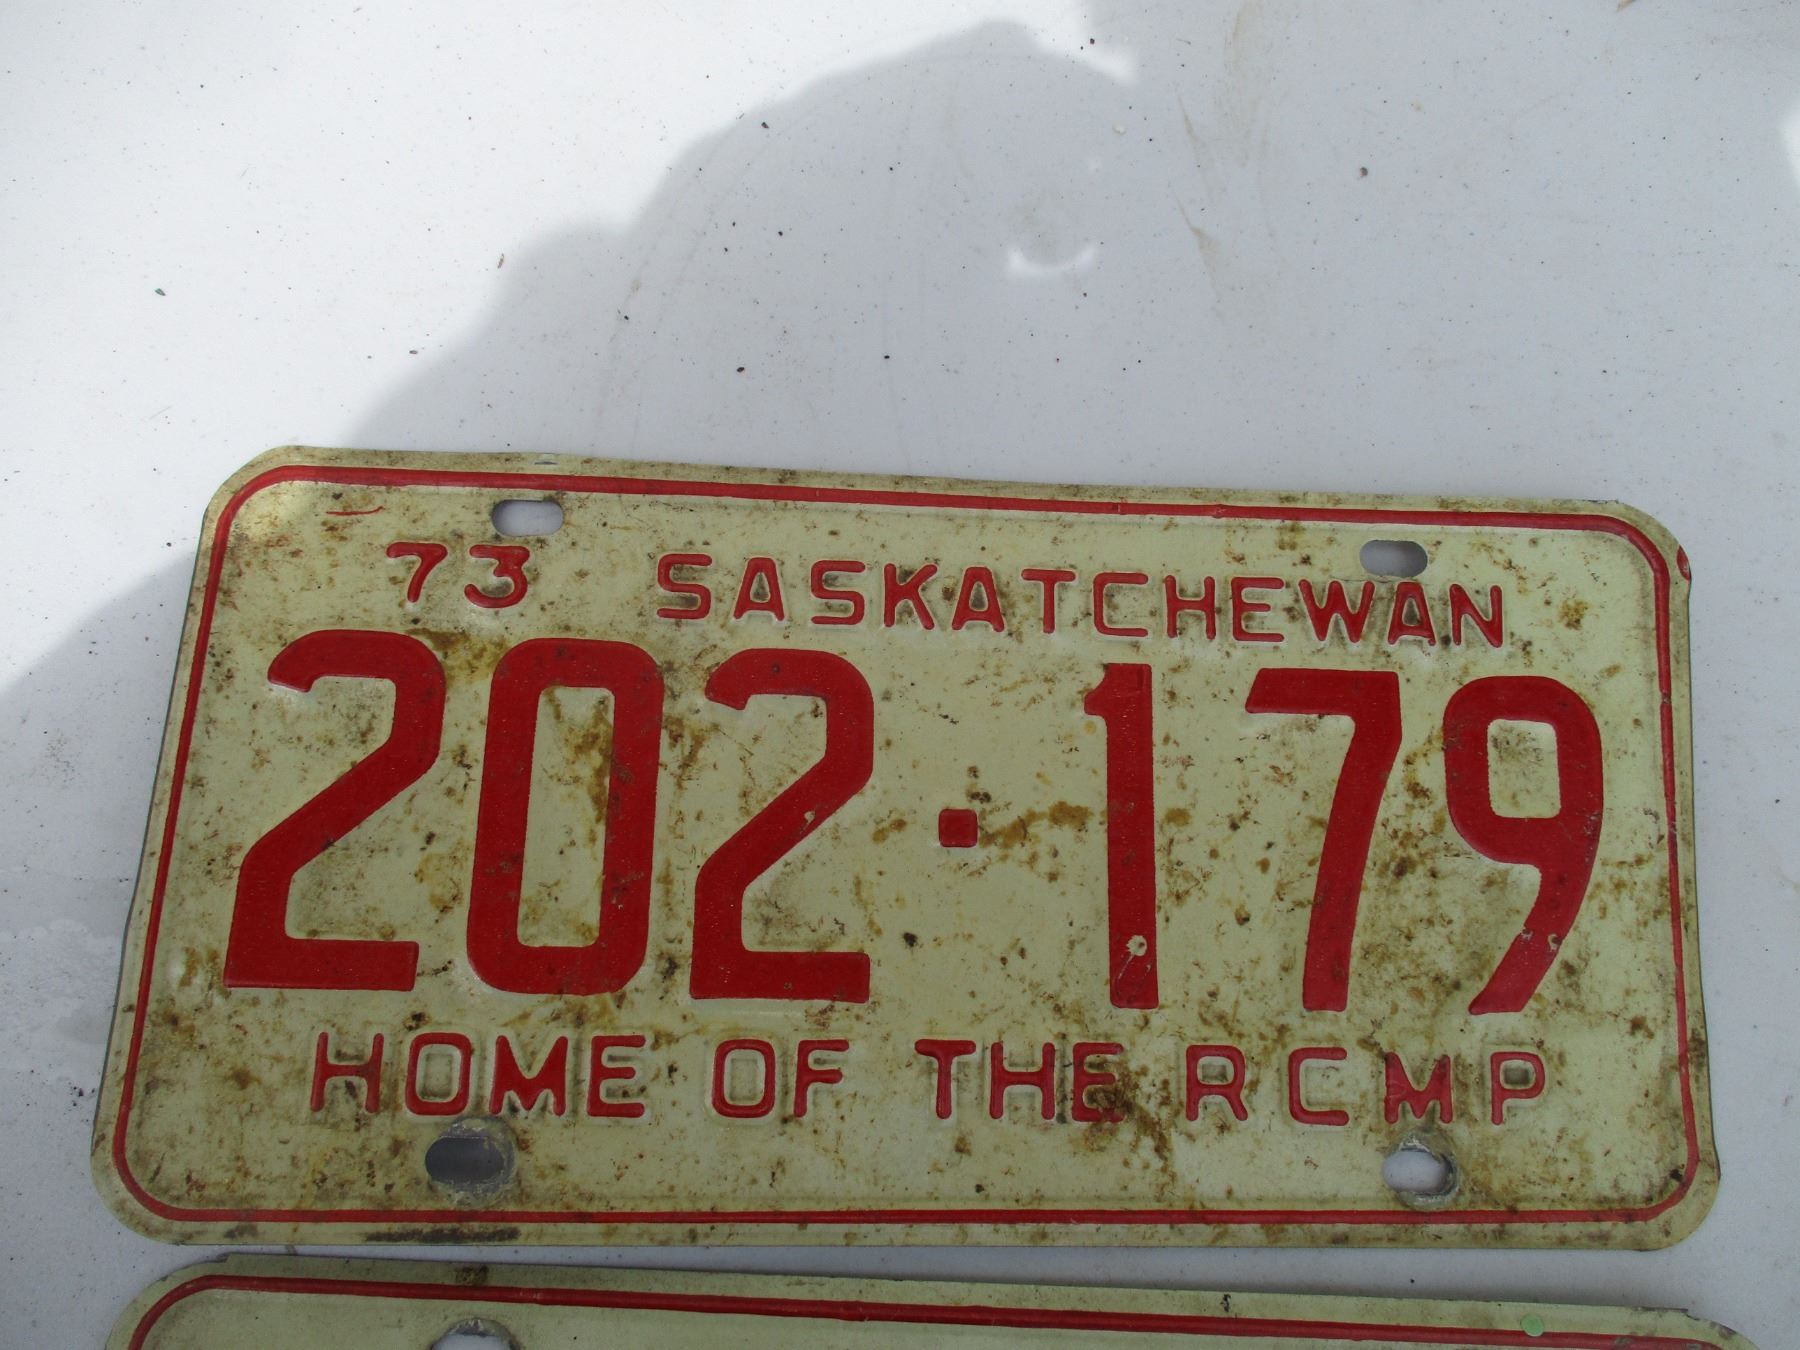 73 SASKATCHEWAN
202·179
HOME OF THE RCMP